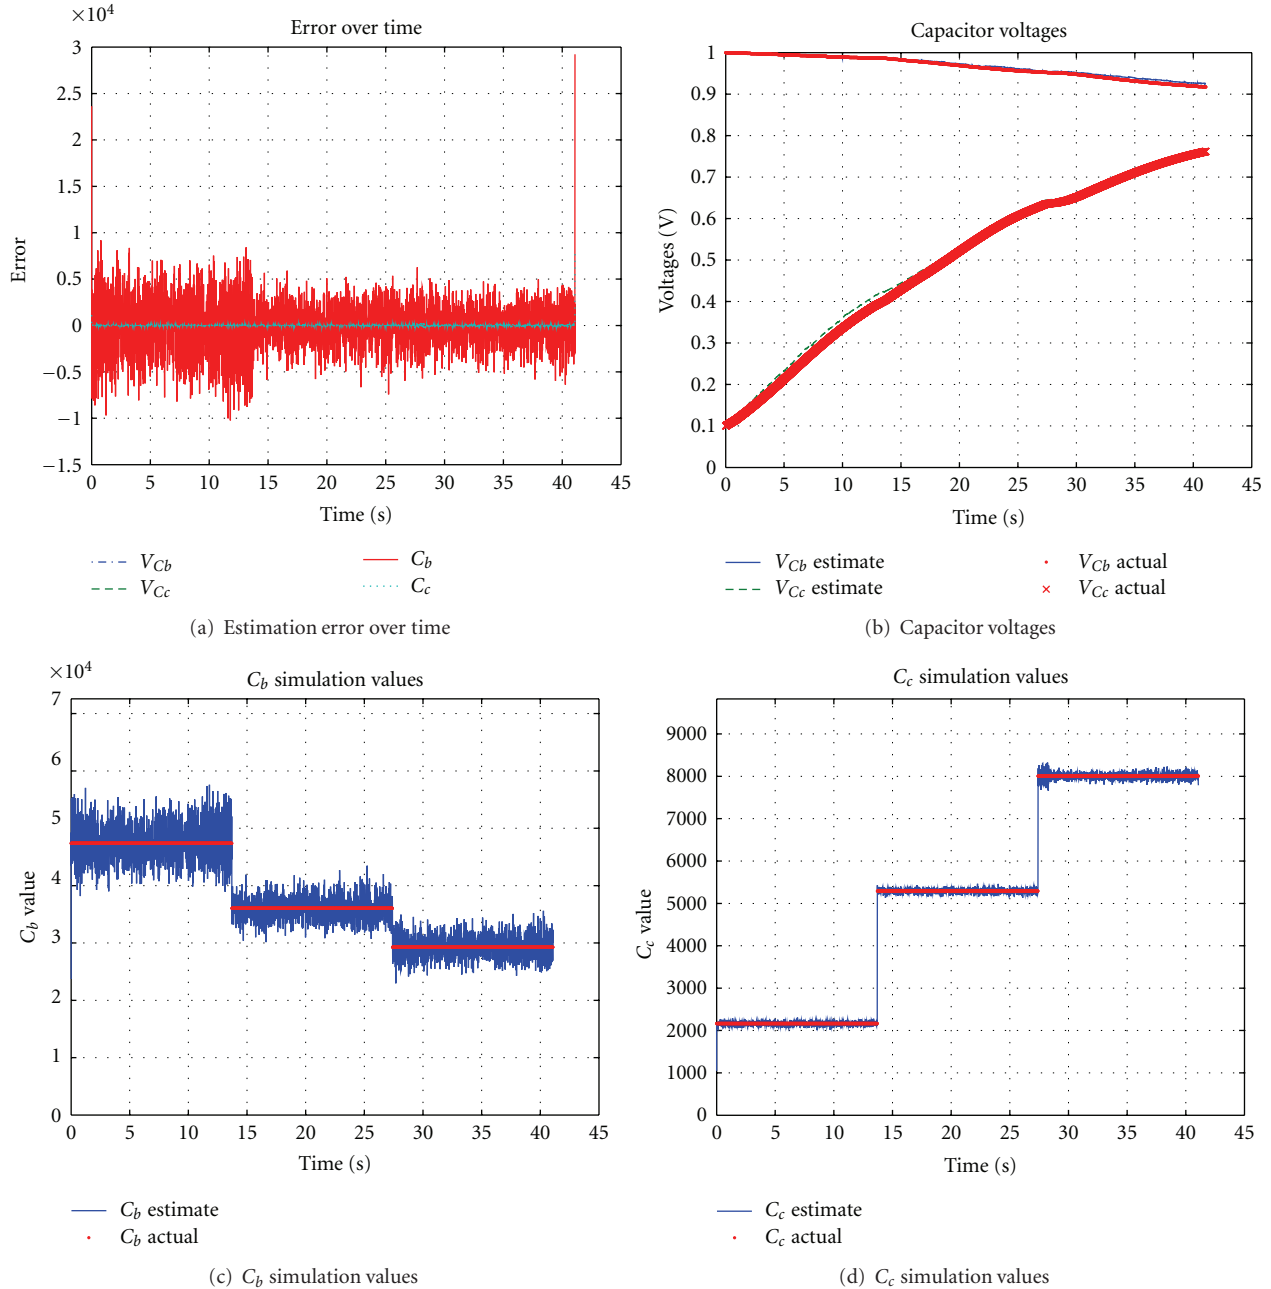 Error over time
×10⁴
3
2.5
2
1.5
1
0.5
0
−0.5
−1
−1.5
Error
0 5 10 15 20 25 30 35 40 45
Time (s)
V_Cb
V_Cc
C_b
C_c
(a) Estimation error over time
Capacitor voltages
1
0.9
0.8
0.7
0.6
0.5
0.4
0.3
0.2
0.1
0
Voltages (V)
0 5 10 15 20 25 30 35 40 45
Time (s)
V_Cb estimate
V_Cc estimate
V_Cb actual
V_Cc actual
(b) Capacitor voltages
C_b simulation values
×10⁴
7
6
5
4
3
2
1
0
C_b value
0 5 10 15 20 25 30 35 40 45
Time (s)
C_b estimate
C_b actual
(c) C_b simulation values
C_c simulation values
9000
8000
7000
6000
5000
4000
3000
2000
1000
0
C_c value
0 5 10 15 20 25 30 35 40 45
Time (s)
C_c estimate
C_c actual
(d) C_c simulation values